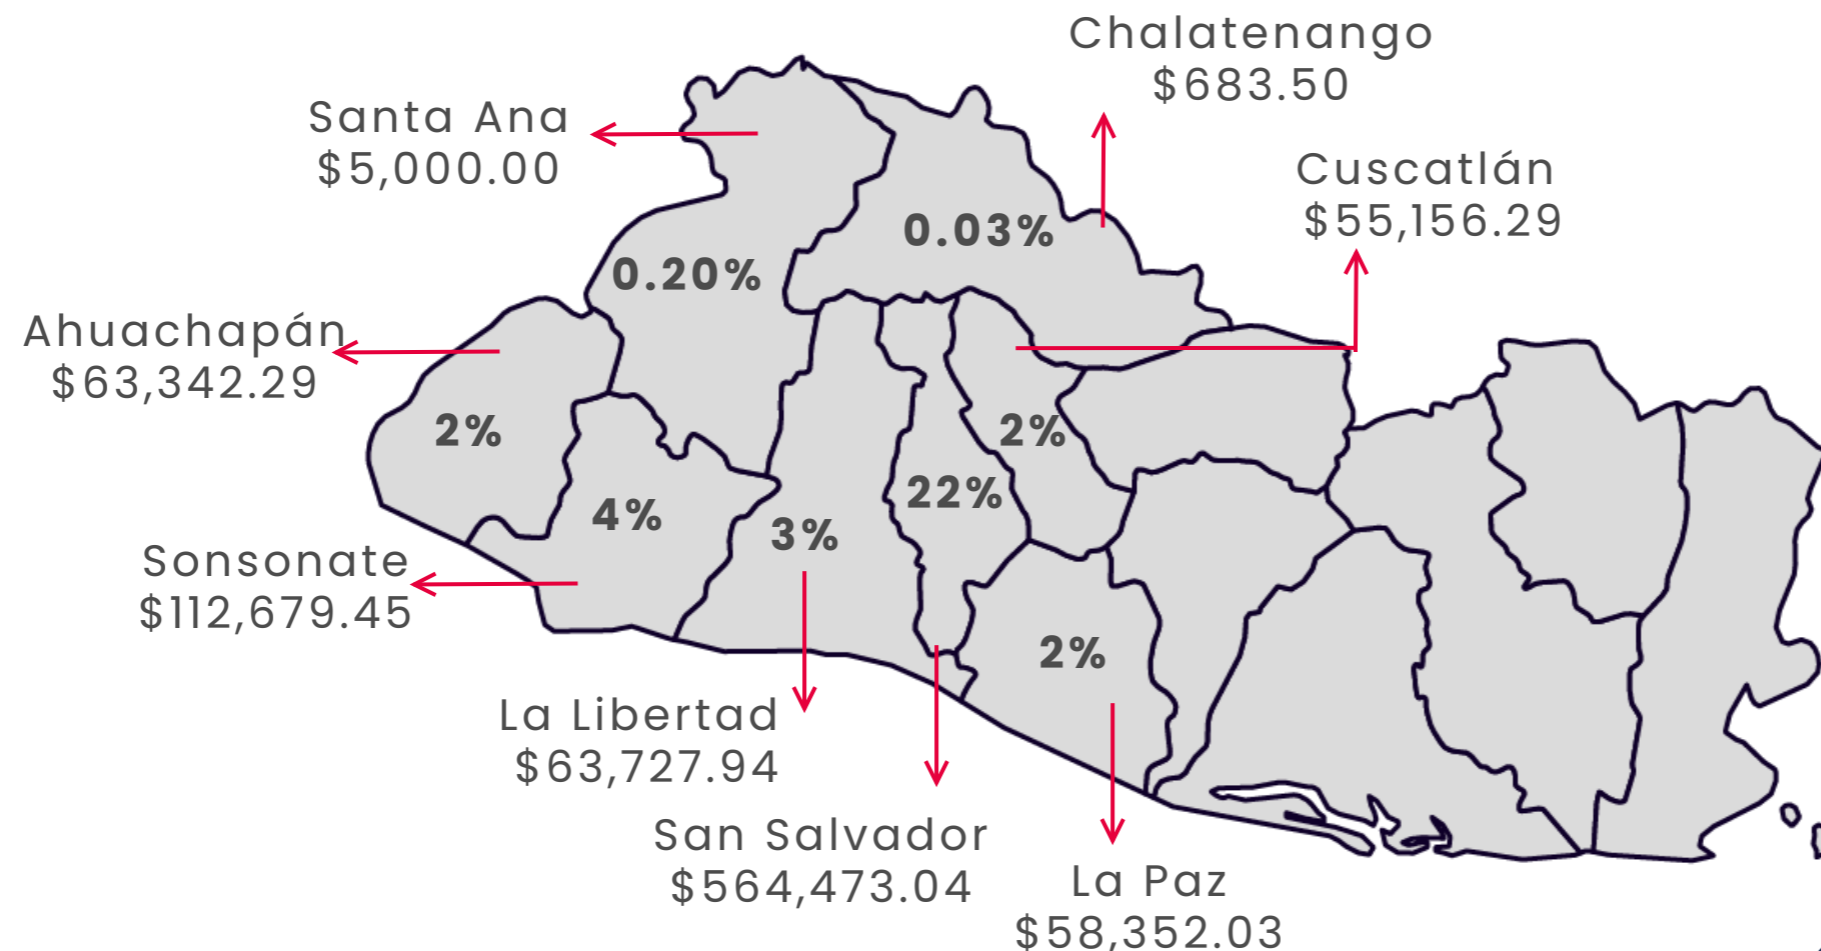 Chalatenango
$683.50
Santa Ana
$5,000.00
Cuscatlán
$55,156.29
0.03%
0.20%
Ahuachapán
$63,342.29
2%
2%
22%
4%
3%
Sonsonate
$112,679.45
2%
La Libertad
$63,727.94
San Salvador
$564,473.04
La Paz
$58,352.03